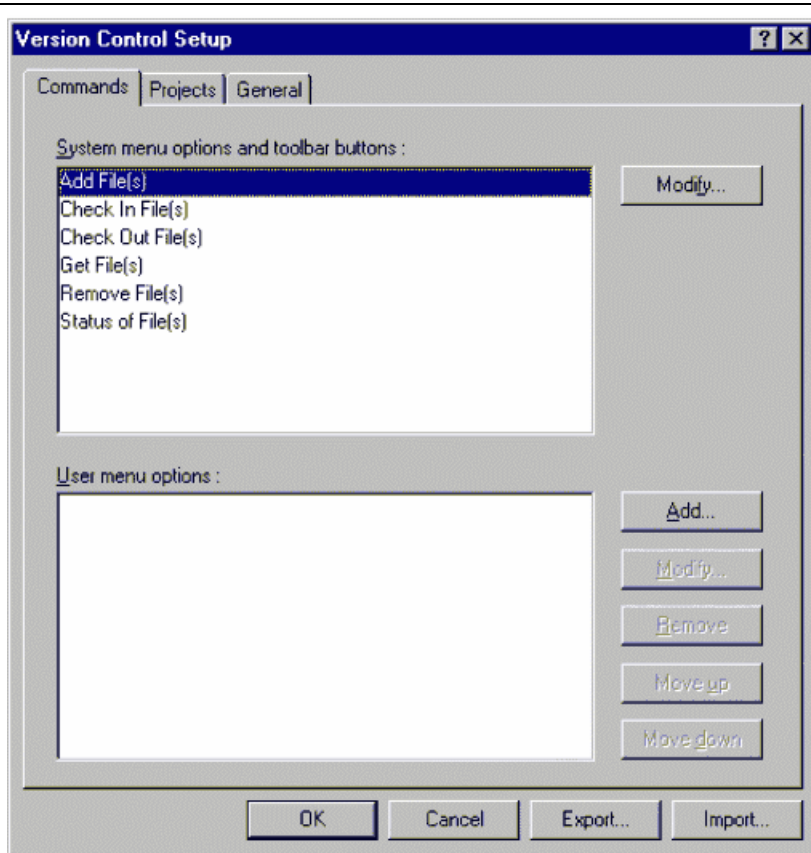 Version Control Setup
Commands Projects General
System menu options and toolbar buttons :
Add File(s)
Modify...
Check In File(s)
Check Out File(s)
Get File(s)
Remove File(s)
Status of File(s)
User menu options :
Add...
Modify...
Remove
Move up
Move down
OK Cancel Export... Import...